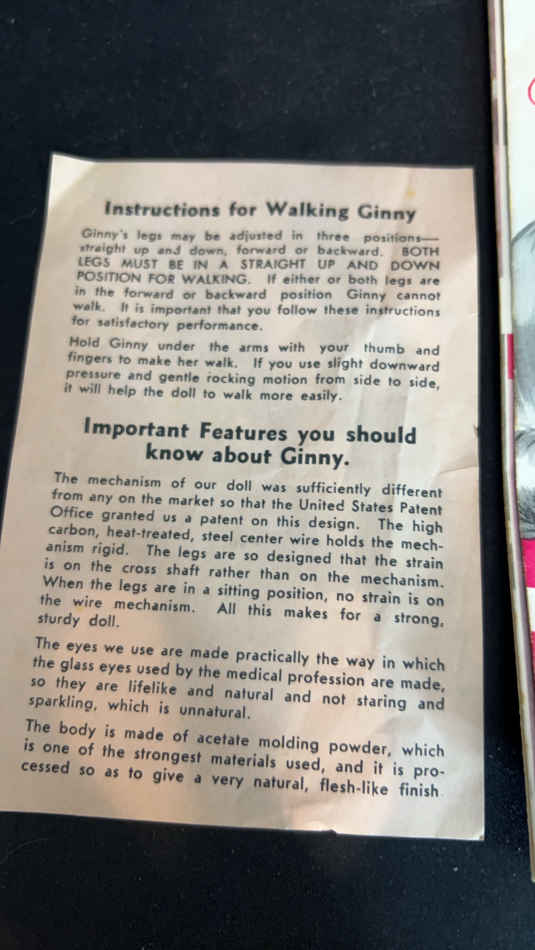 Instructions for Walking Ginny
Ginny's legs may be adjusted in three positions—
straight up and down, forward or backward. BOTH
LEGS MUST BE IN A STRAIGHT UP AND DOWN
POSITION FOR WALKING. If either or both legs are
in the forward or backward position Ginny cannot
walk. It is important that you follow these instructions
for satisfactory performance.
Hold Ginny under the arms with your thumb and
fingers to make her walk. If you use slight downward
pressure and gentle rocking motion from side to side,
it will help the doll to walk more easily.
Important Features you should
know about Ginny.
The mechanism of our doll was sufficiently different
from any on the market so that the United States Patent
Office granted us a patent on this design. The high
carbon, heat-treated, steel center wire holds the mech-
anism rigid. The legs are so designed that the strain
is on the cross shaft rather than on the mechanism.
When the legs are in a sitting position, no strain is on
the wire mechanism. All this makes for a strong,
sturdy doll.
The eyes we use are made practically the way in which
the glass eyes used by the medical profession are made,
so they are lifelike and natural and not staring and
sparkling, which is unnatural.
The body is made of acetate molding powder, which
is one of the strongest materials used, and it is pro-
cessed so as to give a very natural, flesh-like finish